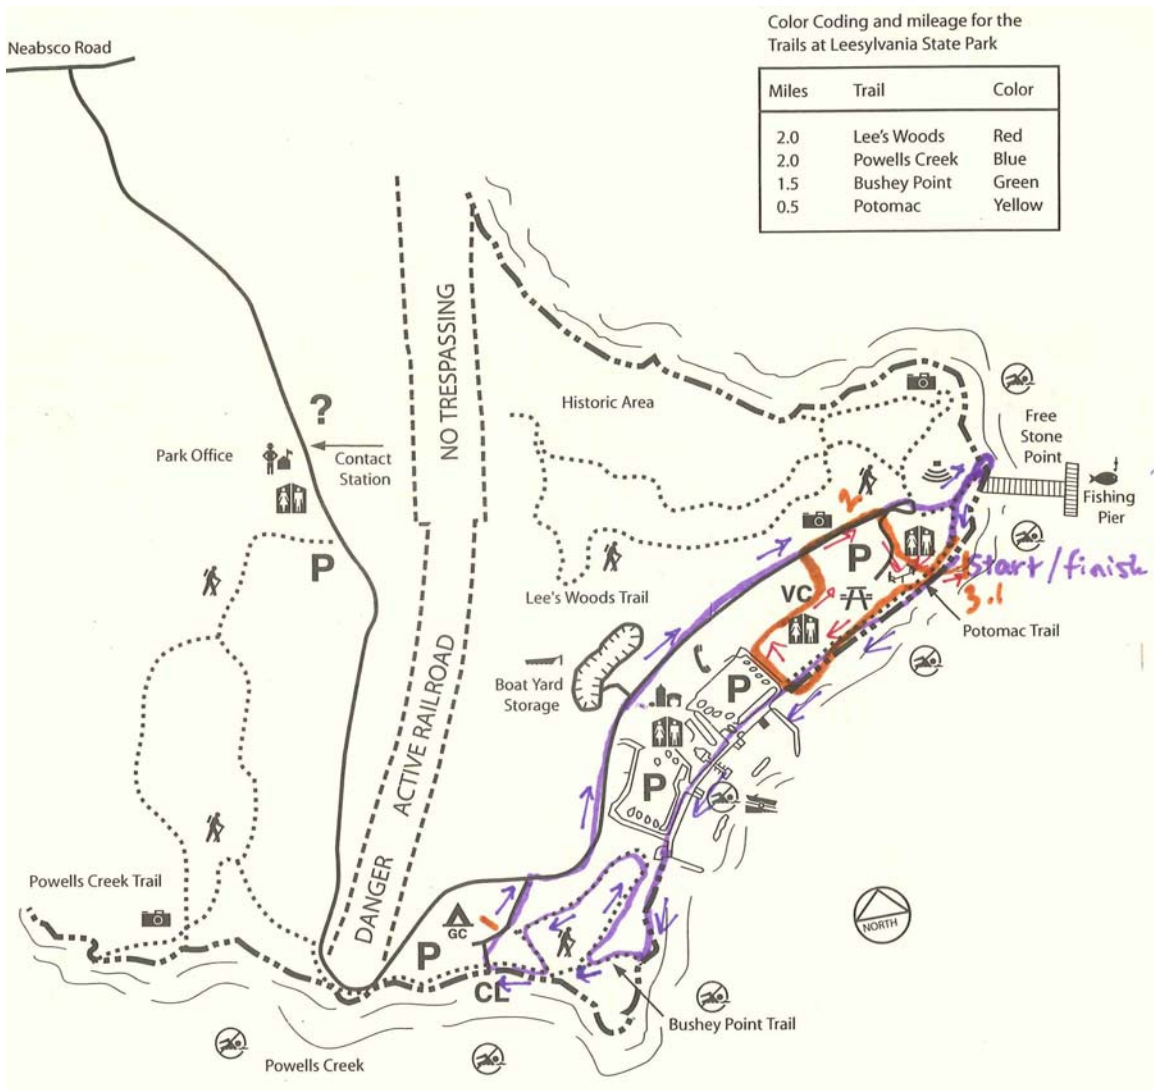 Color Coding and mileage for the
Trails at Leesylvania State Park
Miles Trail Color
2.0 Lee's Woods Red
2.0 Powells Creek Blue
1.5 Bushey Point Green
0.5 Potomac Yellow
Neabsco Road
NO TRESPASSING
Historic Area
?
Park Office
Contact
Station
Free
Stone
Point
Fishing
Pier
P
2
P
VC
start/finish
3.1
Potomac Trail
Lee's Woods Trail
Boat Yard
Storage
P
P
ACTIVE RAILROAD
DANGER
Powells Creek Trail
GC
P
CL
NORTH
Bushey Point Trail
Powells Creek